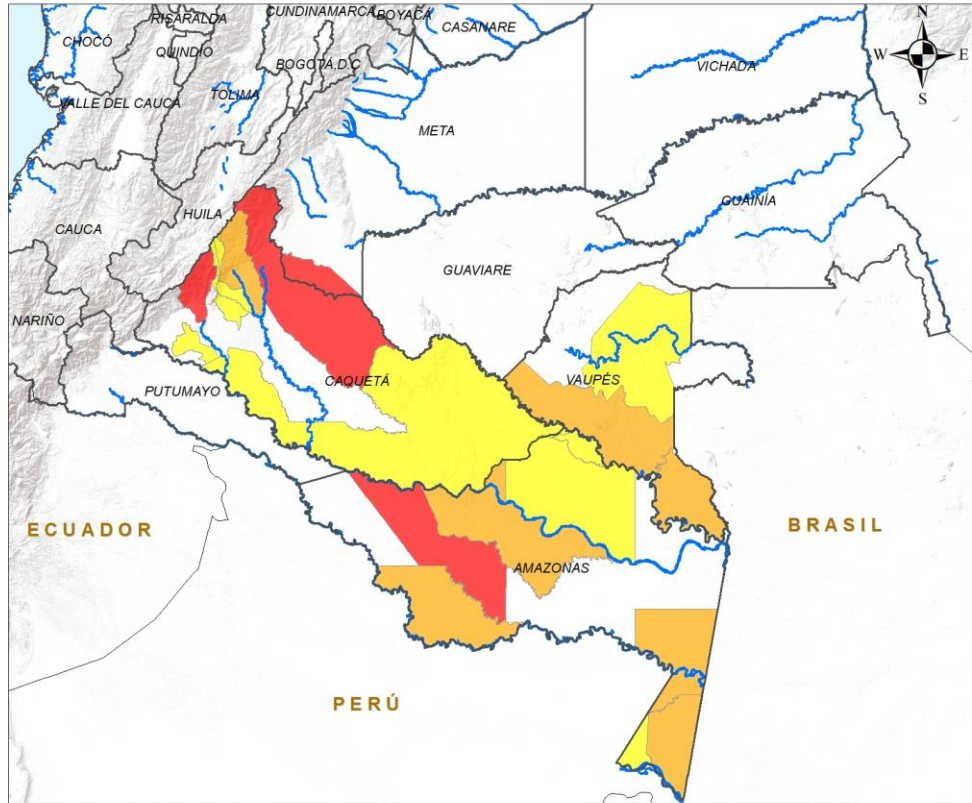 CUNDINAMARCA
BOYACÁ
RISARALDA
CASANARE
N
CHOCÓ
QUINDIO
BOGOTÁ,D.C
VICHADA
W
E
VALLE DEL CAUCA
TOLIMA
S
META
HUILA
GUAINÍA
CAUCA
GUAVIARE
NARIÑO
CAQUETÁ
VAUPÉS
PUTUMAYO
ECUADOR
BRASIL
AMAZONAS
PERÚ